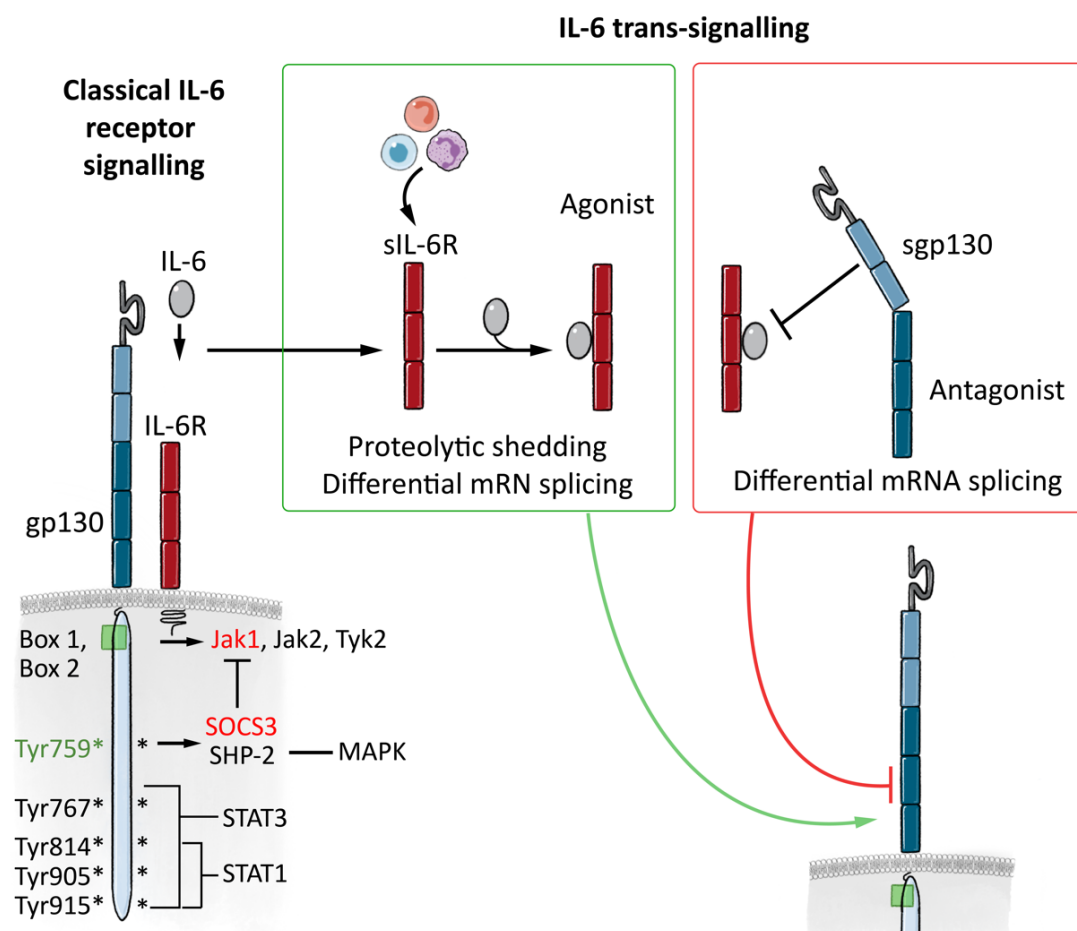 IL-6 trans-signalling
Classical IL-6
receptor
signalling
IL-6
IL-6R
gp130
Box 1,
Box 2
Jak1, Jak2, Tyk2
SOCS3
SHP-2
MAPK
Tyr759* *
Tyr767* *
Tyr814* *
Tyr905* *
Tyr915* *
STAT3
STAT1
sIL-6R
Agonist
Proteolytic shedding
Differential mRN splicing
sgp130
Antagonist
Differential mRNA splicing